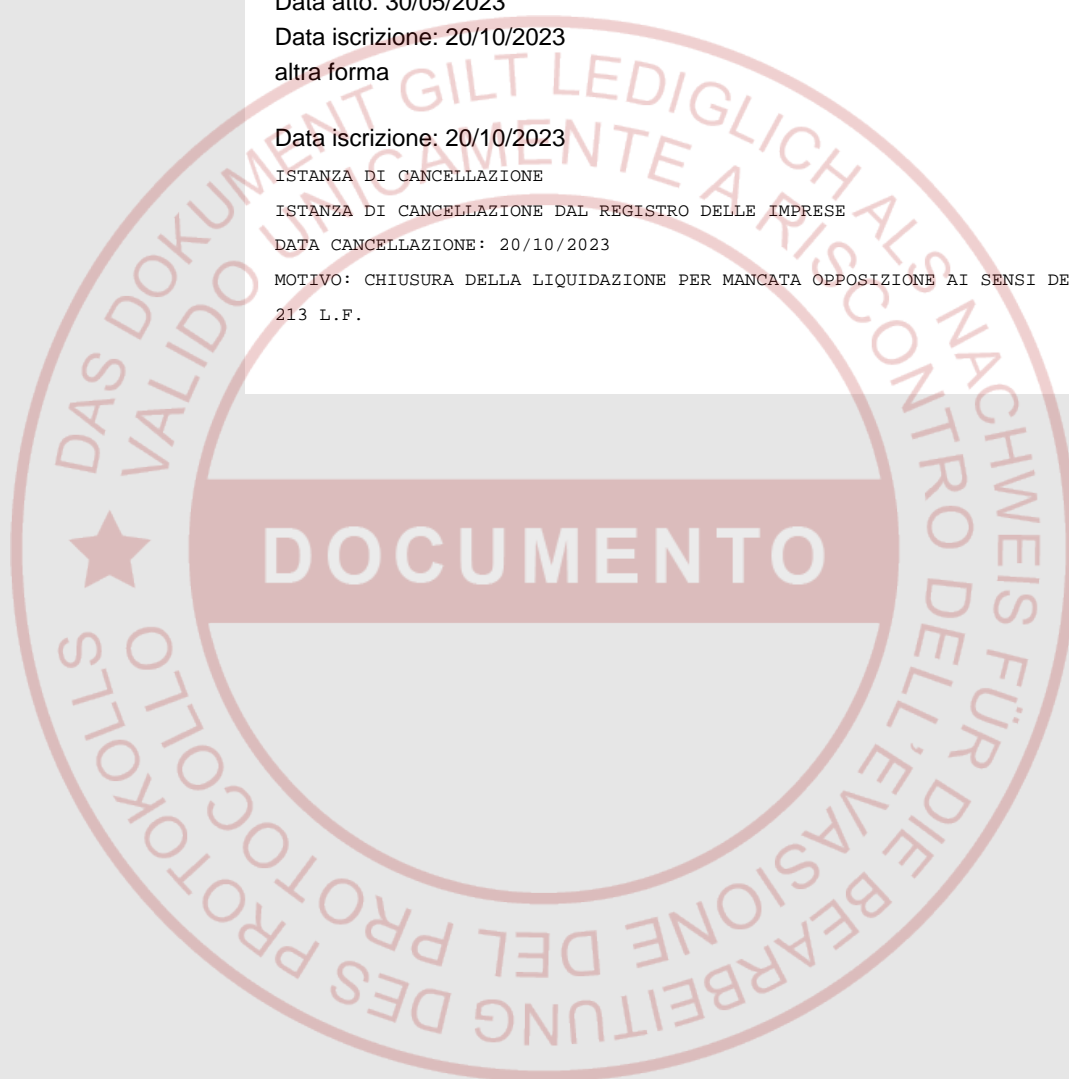 Data atto: 30/05/2023
Data iscrizione: 20/10/2023
altra forma
Data iscrizione: 20/10/2023
ISTANZA DI CANCELLAZIONE
ISTANZA DI CANCELLAZIONE DAL REGISTRO DELLE IMPRESE
DATA CANCELLAZIONE: 20/10/2023
MOTIVO: CHIUSURA DELLA LIQUIDAZIONE PER MANCATA OPPOSIZIONE AI SENSI DE
213 L.F.
DAS DOKUMENT GILT LEDIGLICH ALS NACHWEIS FÜR DIE BEARBEITUNG DES PROTOKOLLS
VALIDO UNICAMENTE A RISCONTRO DELL'EVASIONE DEL PROTOCOLLO
DOCUMENTO